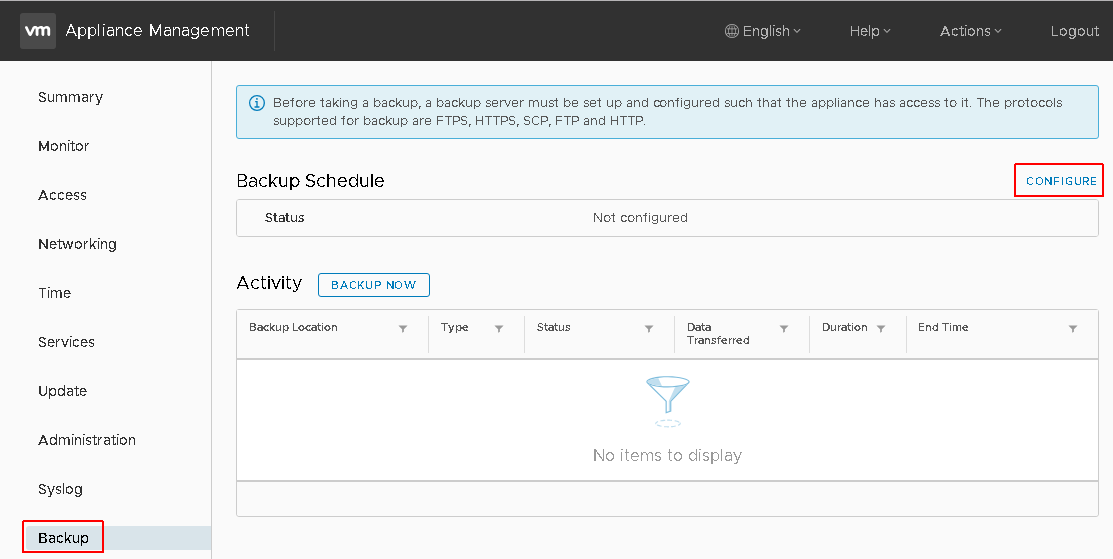 vm Appliance Management English Help Actions Logout
Summary
Monitor
Access
Networking
Time
Services
Update
Administration
Syslog
Backup
Before taking a backup, a backup server must be set up and configured such that the appliance has access to it. The protocols
supported for backup are FTPS, HTTPS, SCP, FTP and HTTP.
Backup Schedule CONFIGURE
Status Not configured
Activity BACKUP NOW
Backup Location Type Status Data Duration End Time
Transferred
No items to display